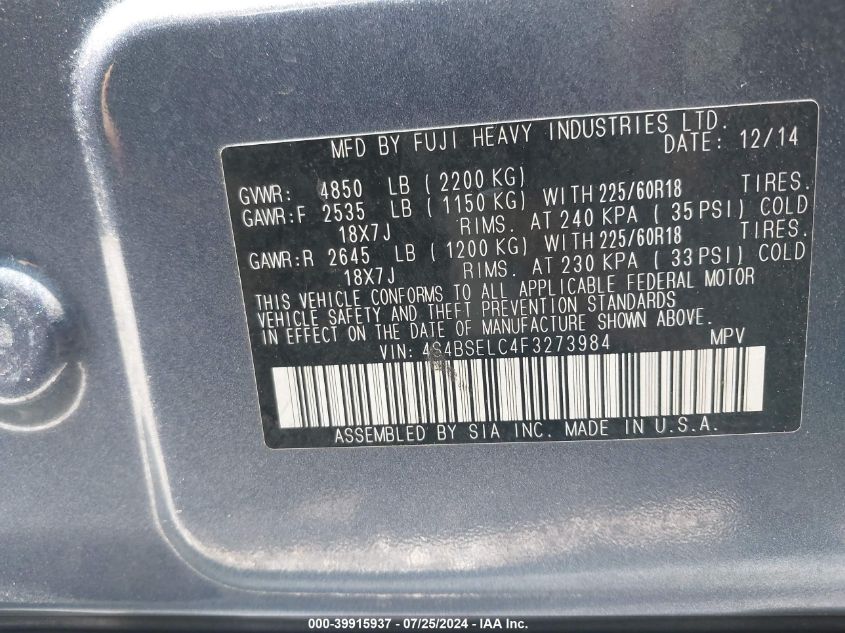 MFD BY FUJI HEAVY INDUSTRIES LTD.
DATE: 12/14
GVWR: 4850 LB (2200 KG)
GAWR:F 2535 LB (1150 KG) WITH 225/60R18 TIRES.
18X7J RIMS. AT 240 KPA (35 PSI) COLD
GAWR:R 2645 LB (1200 KG) WITH 225/60R18 TIRES.
18X7J RIMS. AT 230 KPA (33 PSI) COLD
THIS VEHICLE CONFORMS TO ALL APPLICABLE FEDERAL MOTOR
VEHICLE SAFETY AND THEFT PREVENTION STANDARDS
IN EFFECT ON THE DATE OF MANUFACTURE SHOWN ABOVE.
VIN: 4S4BSELC4F3273984 MPV
ASSEMBLED BY SIA INC. MADE IN U.S.A.
000-39915937 / 07/25/2024 - IAA Inc.